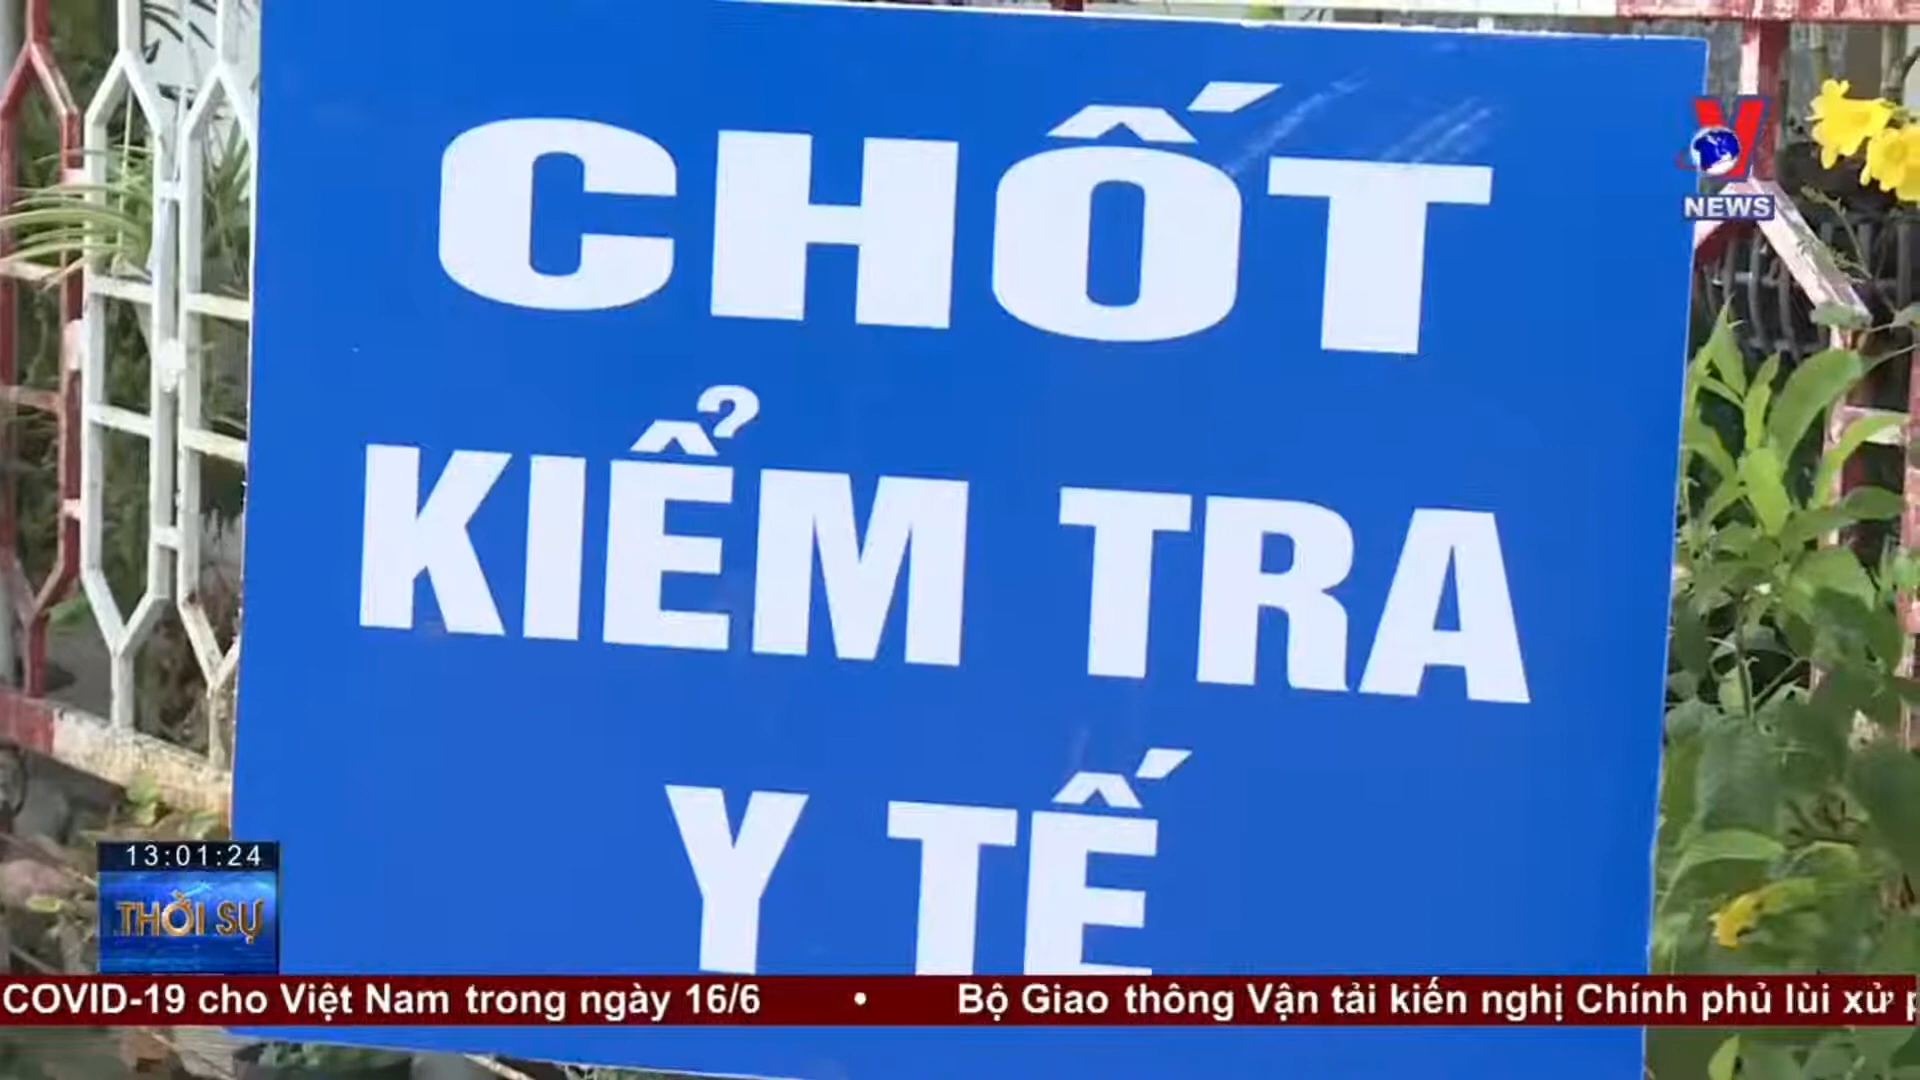 CHỐT
KIỂM TRA
Y TẾ
NEWS
13:01:24
THỜI SỰ
COVID-19 cho Việt Nam trong ngày 16/6 • Bộ Giao thông Vận tải kiến nghị Chính phủ lùi xử